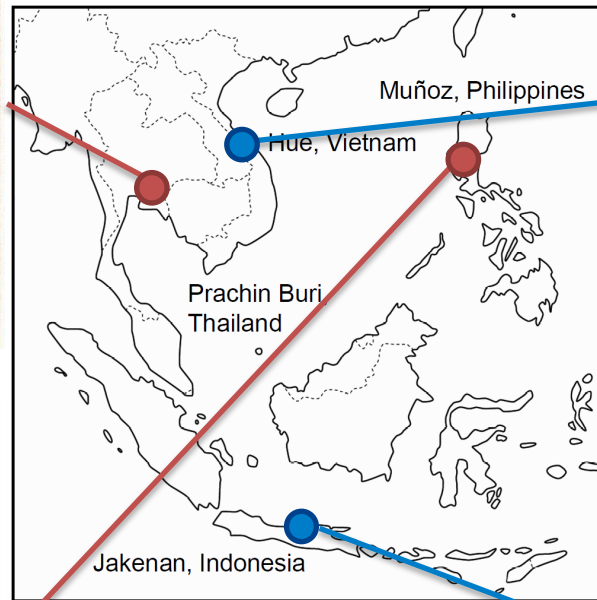 Muñoz, Philippines
Hue, Vietnam
Prachin Buri,
Thailand
Jakenan, Indonesia